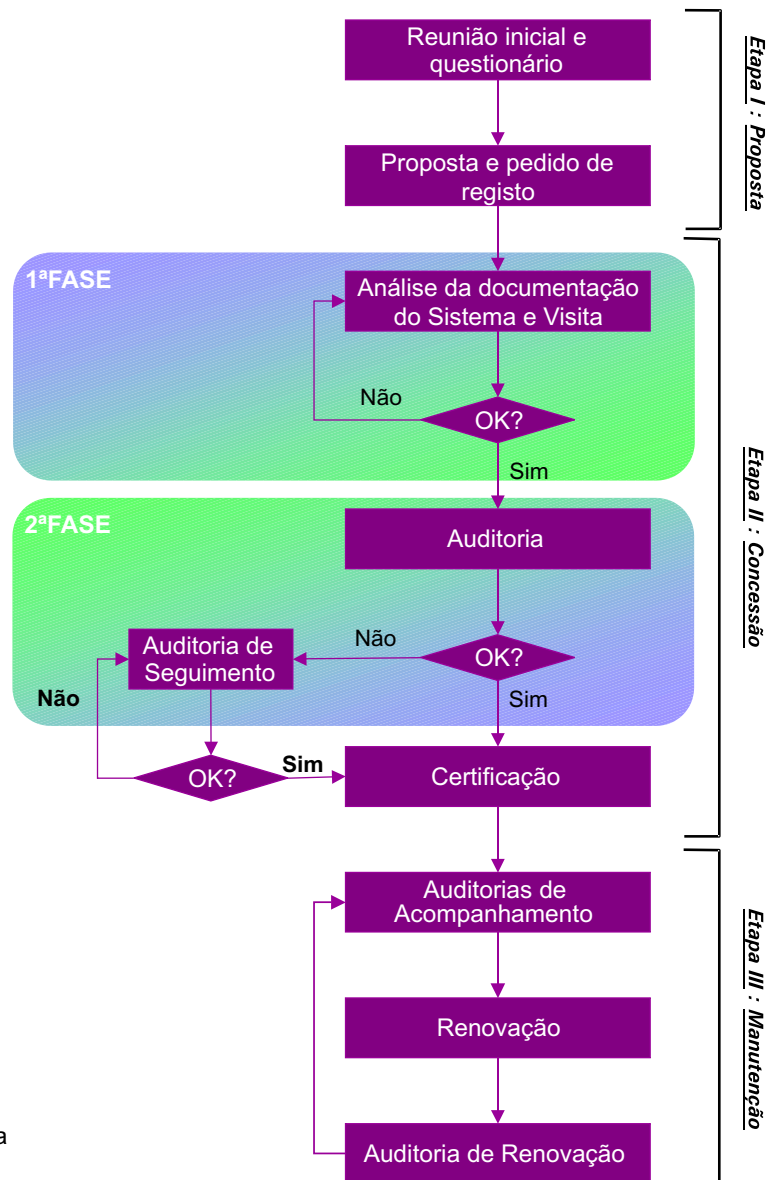 Reunião inicial e
questionário
Etapa I : Proposta
Proposta e pedido de
registo
1ªFASE
Análise da documentação
do Sistema e Visita
Não
OK?
Sim
Etapa II : Concessão
2ªFASE
Auditoria
Auditoria de
Seguimento
Não
OK?
Não
Sim
OK?
Sim
Certificação
Auditorias de
Acompanhamento
Etapa III : Manutenção
Renovação
a
Auditoria de Renovação